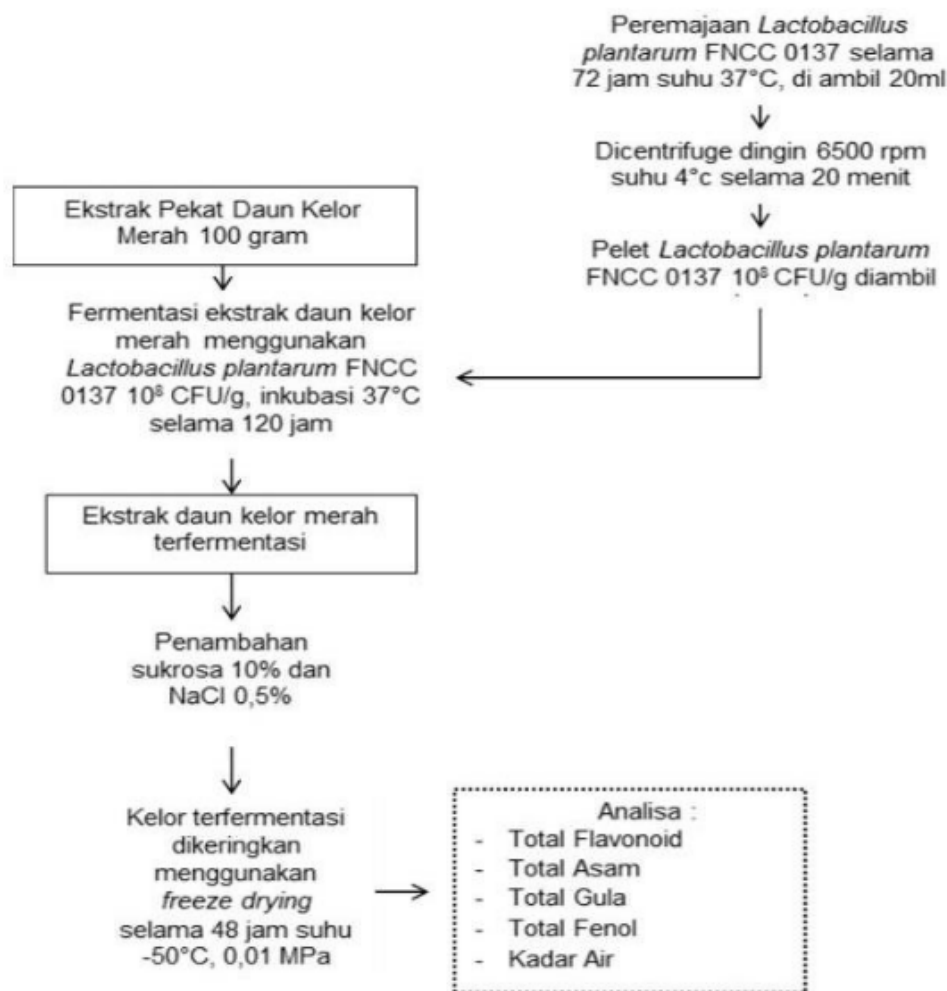 Peremajaan Lactobacillus
plantarum FNCC 0137 selama
72 jam suhu 37°C, di ambil 20ml
Dicentrifuge dingin 6500 rpm
suhu 4°c selama 20 menit
Pelet Lactobacillus plantarum
FNCC 0137 10⁸ CFU/g diambil
Ekstrak Pekat Daun Kelor
Merah 100 gram
Fermentasi ekstrak daun kelor
merah menggunakan
Lactobacillus plantarum FNCC
0137 10⁸ CFU/g, inkubasi 37°C
selama 120 jam
Ekstrak daun kelor merah
terfermentasi
Penambahan
sukrosa 10% dan
NaCl 0,5%
Kelor terfermentasi
dikeringkan
menggunakan
freeze drying
selama 48 jam suhu
-50°C, 0,01 MPa
Analisa :
- Total Flavonoid
- Total Asam
- Total Gula
- Total Fenol
- Kadar Air